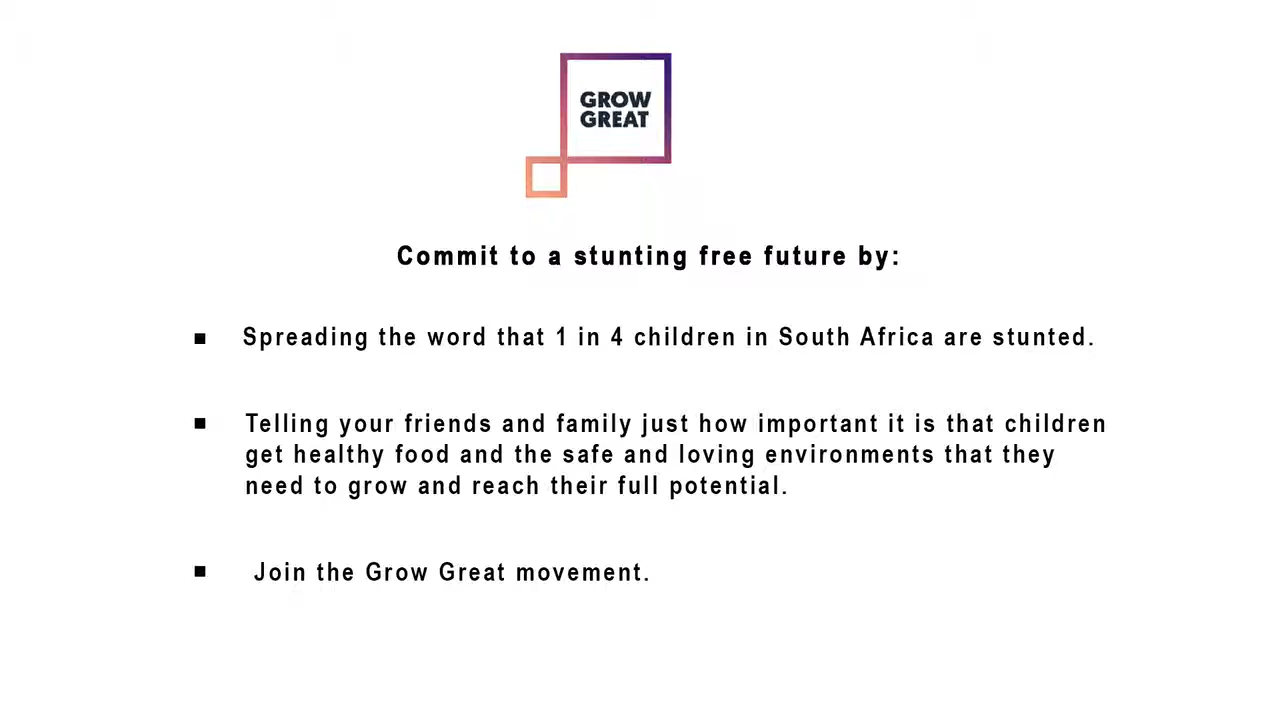 GROW
GREAT
Commit to a stunting free future by:
▪ Spreading the word that 1 in 4 children in South Africa are stunted.
▪ Telling your friends and family just how important it is that children
get healthy food and the safe and loving environments that they
need to grow and reach their full potential.
▪ Join the Grow Great movement.